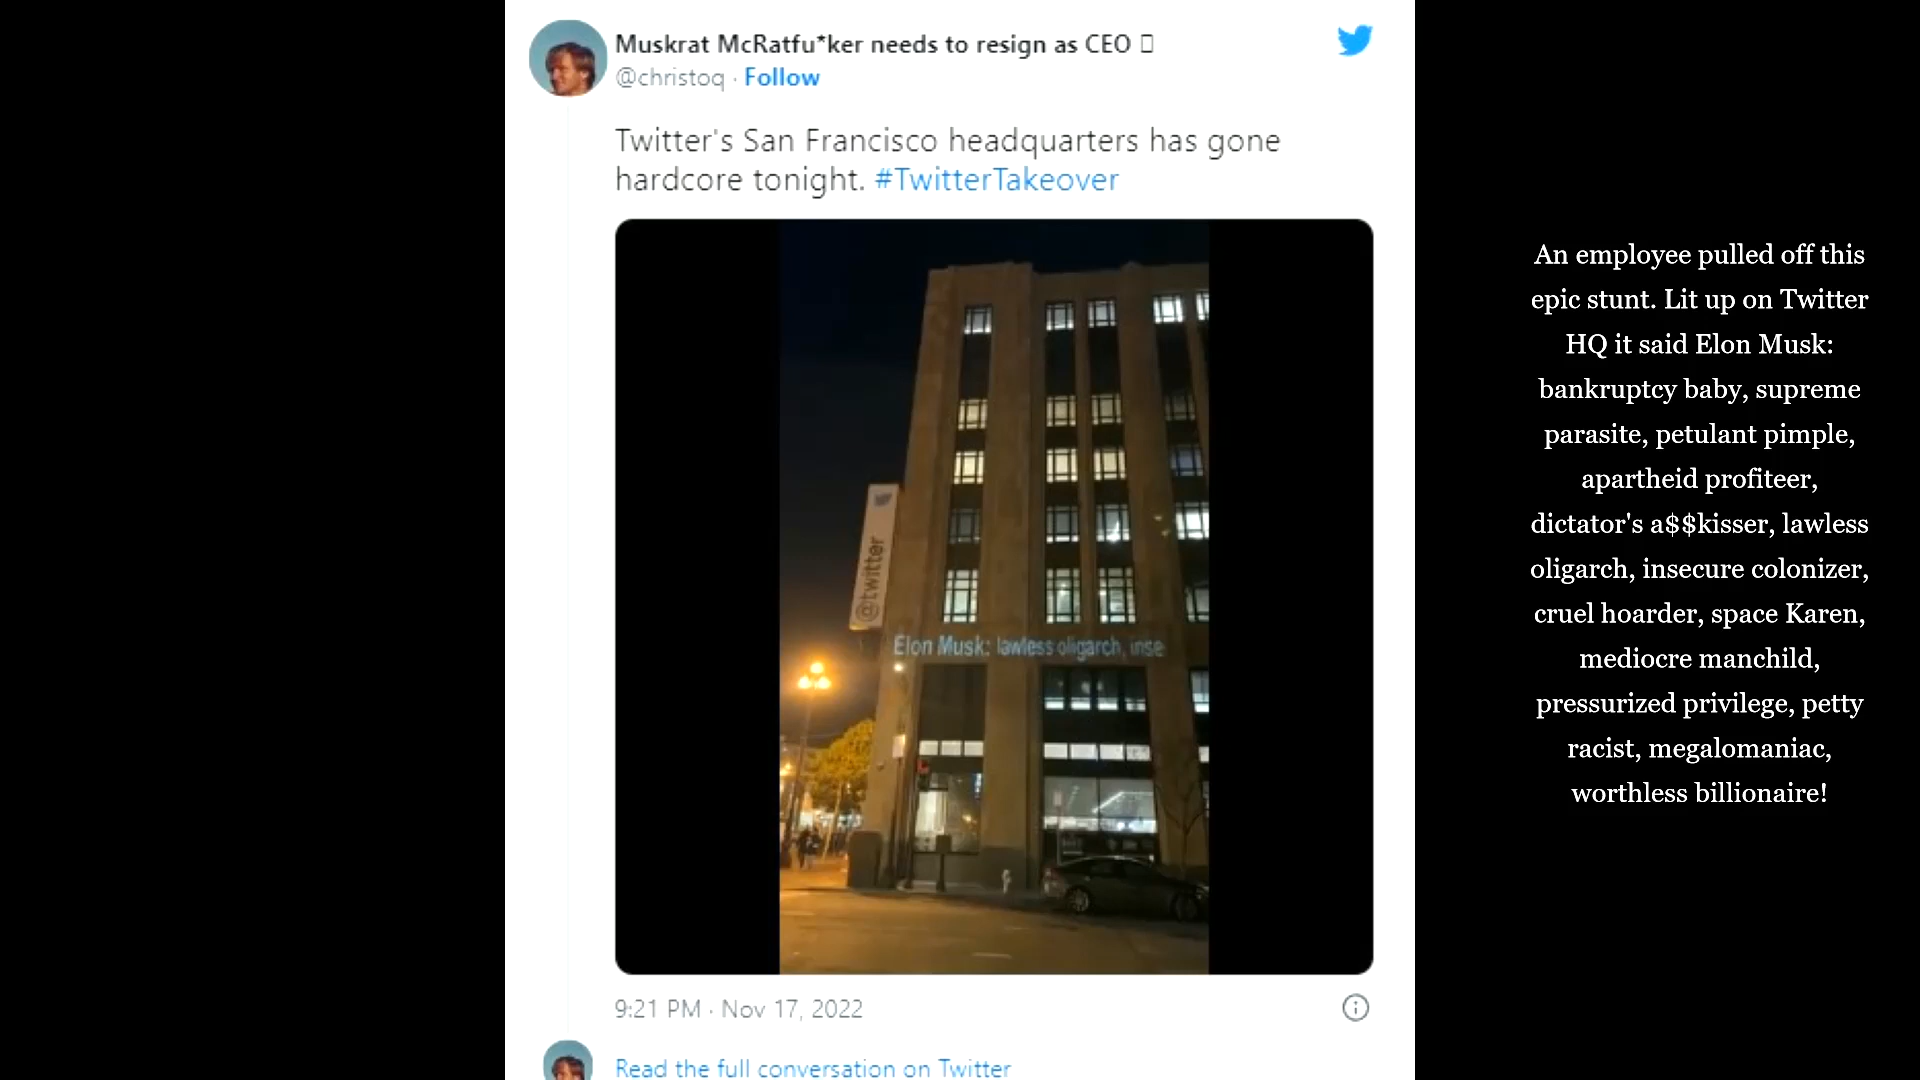 Muskrat McRatfu*ker needs to resign as CEO
@christoq · Follow
Twitter's San Francisco headquarters has gone
hardcore tonight. #TwitterTakeover
@twitter
Elon Musk: lawless oligarch, inse
9:21 PM · Nov 17, 2022
Read the full conversation on Twitter
An employee pulled off this
epic stunt. Lit up on Twitter
HQ it said Elon Musk:
bankruptcy baby, supreme
parasite, petulant pimple,
apartheid profiteer,
dictator's a$$kisser, lawless
oligarch, insecure colonizer,
cruel hoarder, space Karen,
mediocre manchild,
pressurized privilege, petty
racist, megalomaniac,
worthless billionaire!